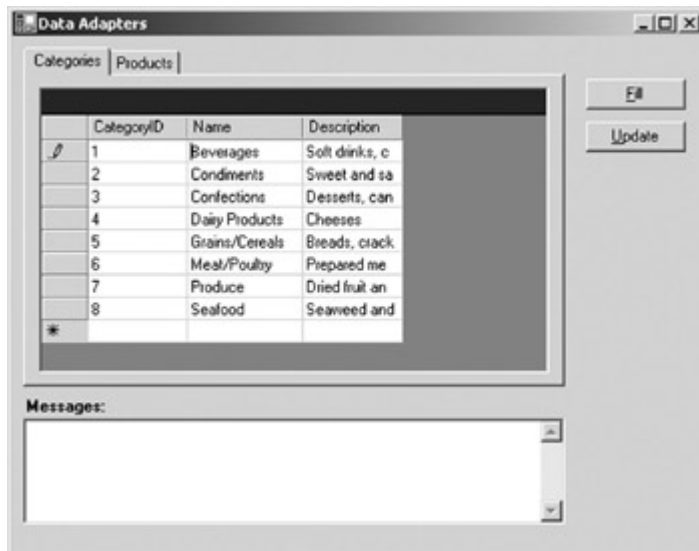 Data Adapters
Categories Products
Fill
Update
CategoryID Name Description
1 Beverages Soft drinks, c
2 Condiments Sweet and sa
3 Confections Desserts, can
4 Dairy Products Cheeses
5 Grains/Cereals Breads, crack
6 Meat/Poultry Prepared me
7 Produce Dried fruit an
8 Seafood Seaweed and
Messages: